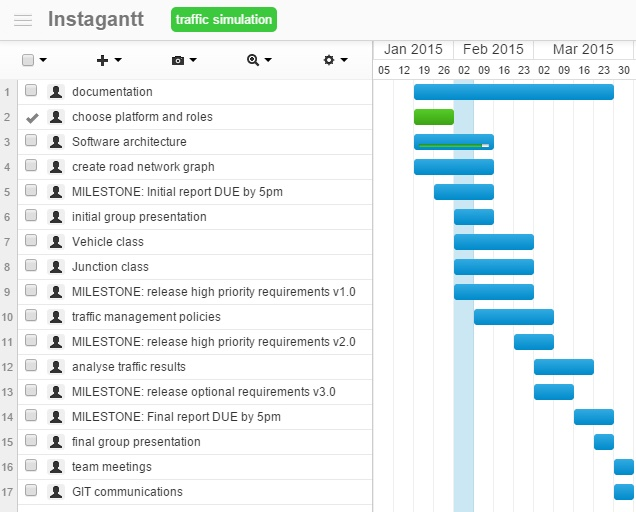 Instagantt traffic simulation
Jan 2015 Feb 2015 Mar 2015
05 12 19 26 02 09 16 23 02 09 16 23 30
1 documentation
2 choose platform and roles
3 Software architecture
4 create road network graph
5 MILESTONE: Initial report DUE by 5pm
6 initial group presentation
7 Vehicle class
8 Junction class
9 MILESTONE: release high priority requirements v1.0
10 traffic management policies
11 MILESTONE: release high priority requirements v2.0
12 analyse traffic results
13 MILESTONE: release optional requirements v3.0
14 MILESTONE: Final report DUE by 5pm
15 final group presentation
16 team meetings
17 GIT communications